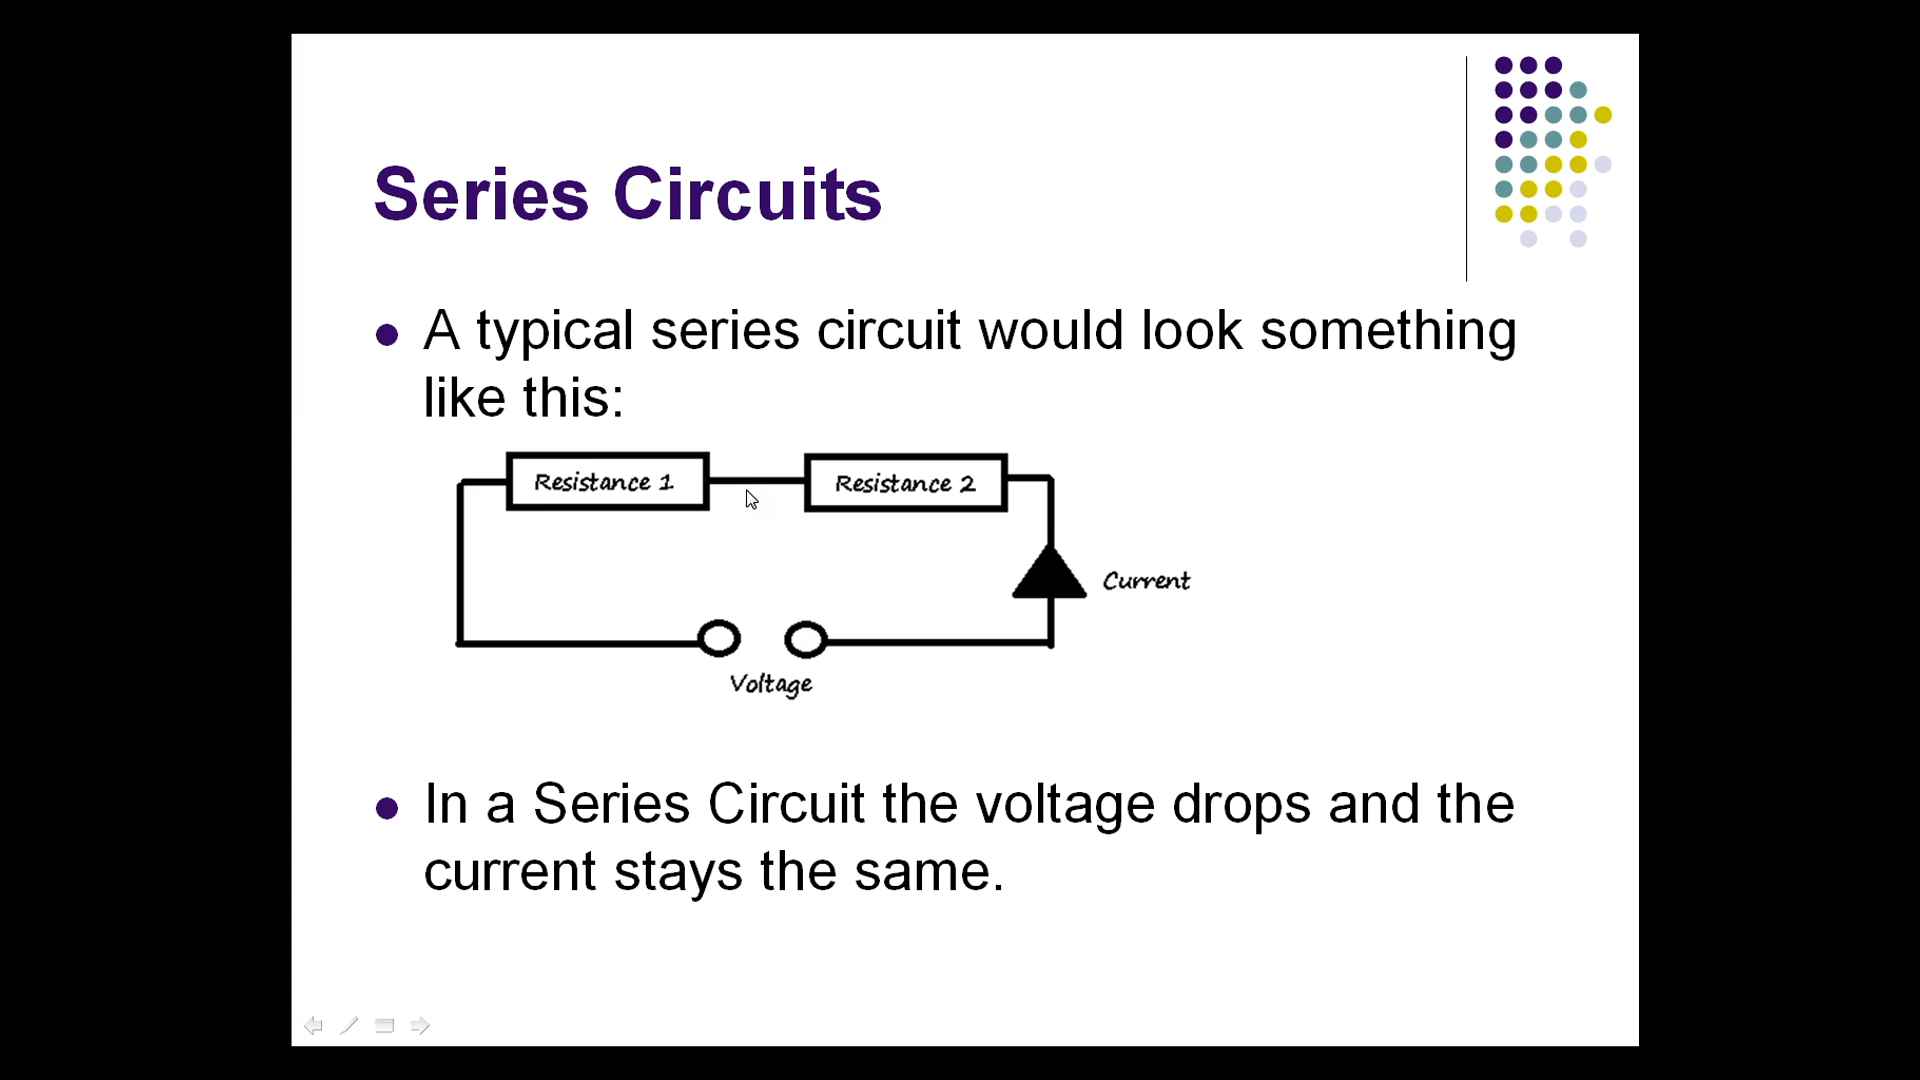 Series Circuits
A typical series circuit would look something
like this:
Resistance 1
Resistance 2
Current
Voltage
In a Series Circuit the voltage drops and the
current stays the same.